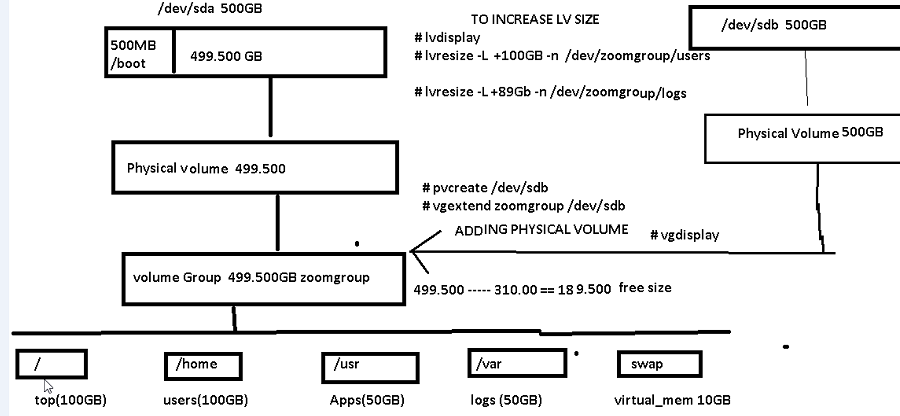 /dev/sda 500GB
500MB
/boot
499.500 GB
TO INCREASE LV SIZE
# lvdisplay
# lvresize -L +100GB -n /dev/zoomgroup/users
# lvresize -L+89Gb -n /dev/zoomgroup/logs
/dev/sdb 500GB
Physical Volume 500GB
Physical volume 499.500
# pvcreate /dev/sdb
# vgextend zoomgroup /dev/sdb
ADDING PHYSICAL VOLUME
# vgdisplay
volume Group 499.500GB zoomgroup
499.500 ----- 310.00 == 189.500 free size
/
/home
/usr
/var
swap
top(100GB)
users(100GB)
Apps(50GB)
logs (50GB)
virtual_mem 10GB